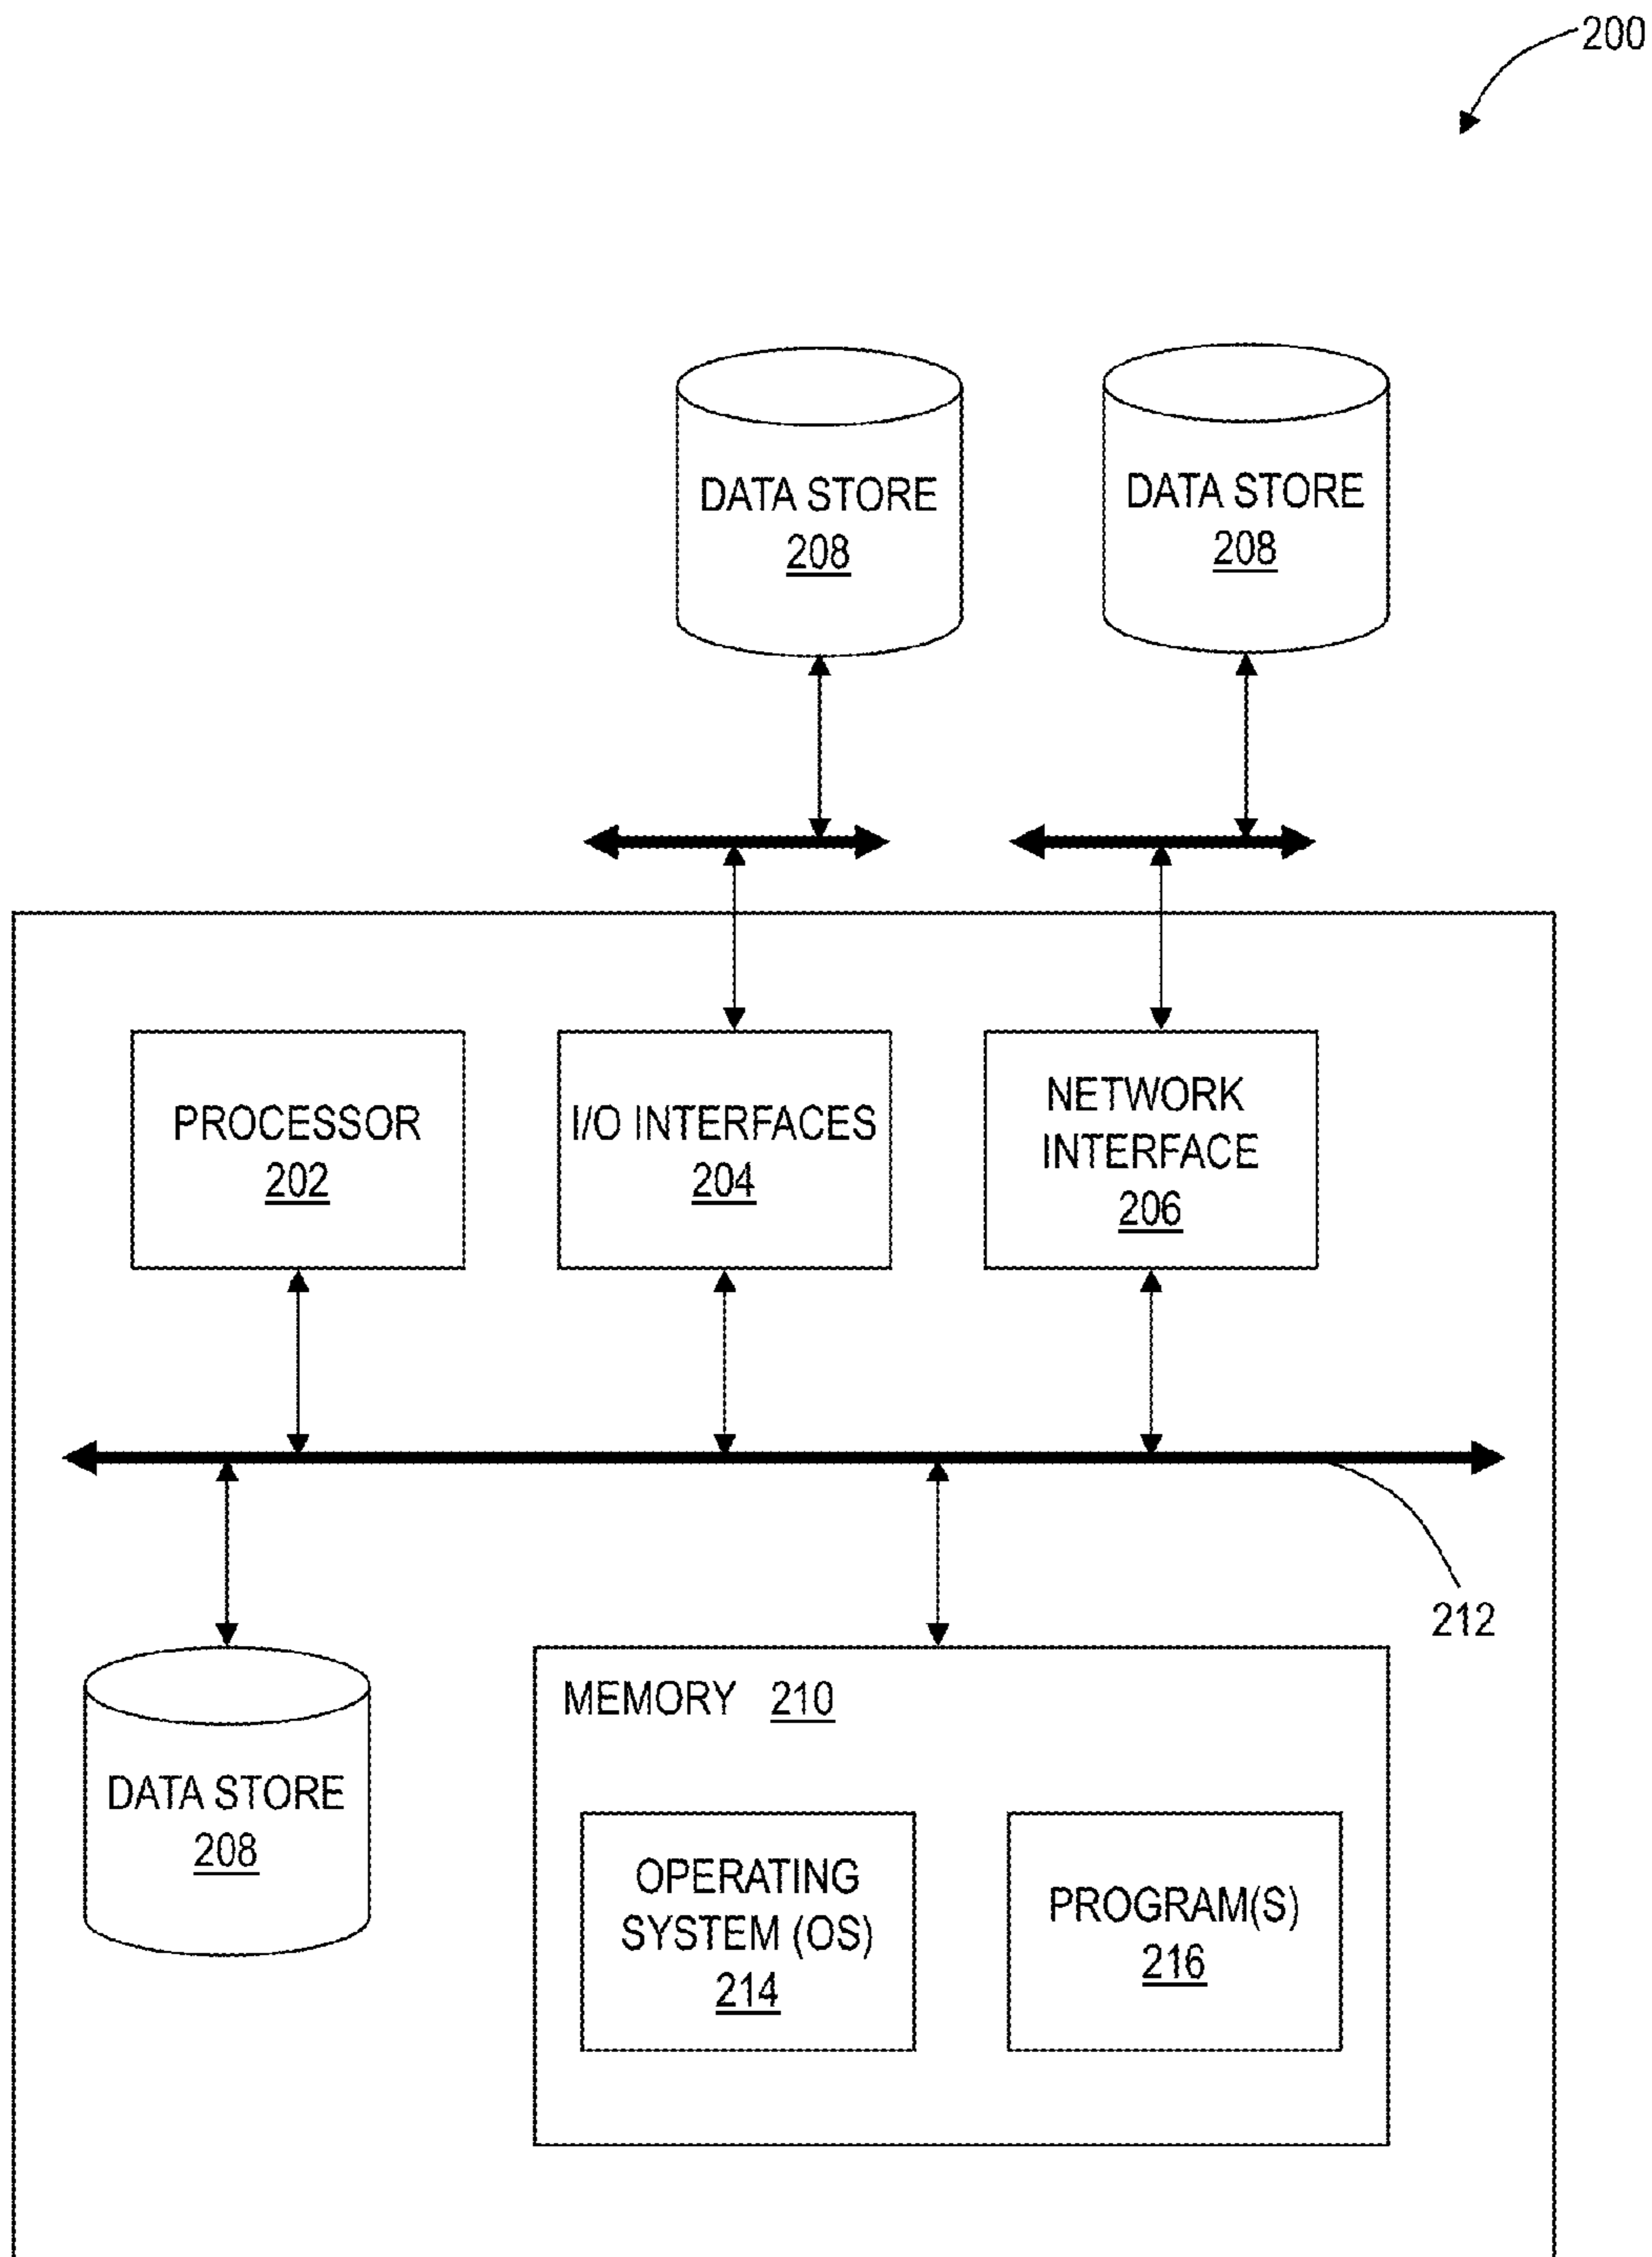 200
DATA STORE
208
DATA STORE
208
PROCESSOR
202
I/O INTERFACES
204
NETWORK
INTERFACE
206
212
DATA STORE
208
MEMORY 210
OPERATING
SYSTEM (OS)
214
PROGRAM(S)
216